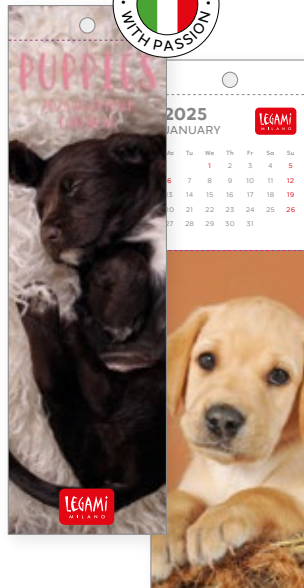 WITH PASSION
PUPPIES
2025
JANUARY
LEGAMI
MILANO
Mo Tu We Th Fr Sa Su
1 2 3 4 5
6 7 8 9 10 11 12
13 14 15 16 17 18 19
20 21 22 23 24 25 26
27 28 29 30 31
LEGAMI
MILANO